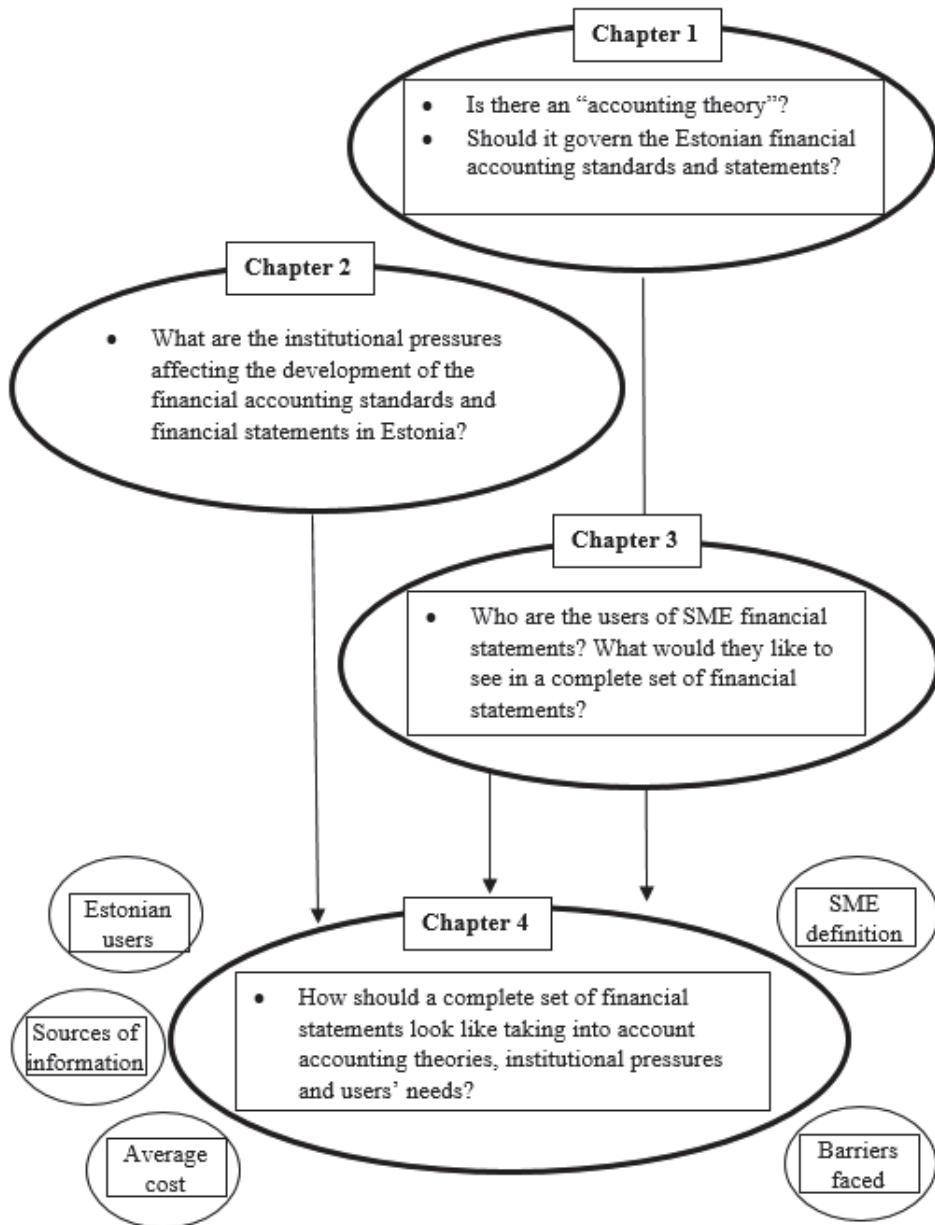 Chapter 1
• Is there an “accounting theory”?
• Should it govern the Estonian financial
accounting standards and statements?
Chapter 2
• What are the institutional pressures
affecting the development of the
financial accounting standards and
financial statements in Estonia?
Chapter 3
• Who are the users of SME financial
statements? What would they like to
see in a complete set of financial
statements?
Estonian
users
SME
definition
Chapter 4
• How should a complete set of financial
statements look like taking into account
accounting theories, institutional pressures
and users’ needs?
Sources of
information
Average
cost
Barriers
faced